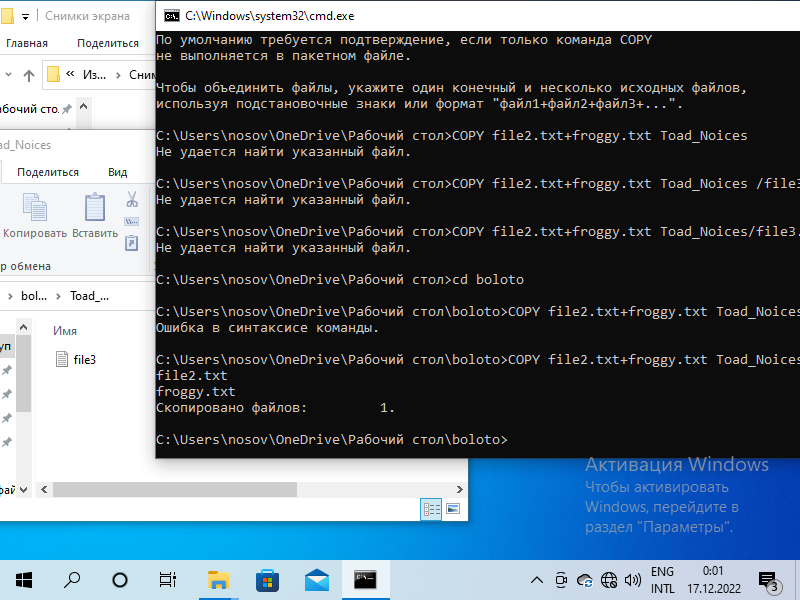 Снимки экрана
Главная
Поделиться
« Из... > Сним
абочий сто.
ad_Noices
Поделиться
Вид
Копировать
Вставить
р обмена
> bol... > Toad_...
уп
Имя
file3
фай
C:\Windows\system32\cmd.exe
По умолчанию требуется подтверждение, если только команда COPY
не выполняется в пакетном файле.
Чтобы объединить файлы, укажите один конечный и несколько исходных файлов,
используя подстановочные знаки или формат "файл1+файл2+файл3+...".
C:\Users\nosov\OneDrive\Рабочий стол>COPY file2.txt+froggy.txt Toad_Noices
Не удается найти указанный файл.
C:\Users\nosov\OneDrive\Рабочий стол>COPY file2.txt+froggy.txt Toad_Noices /file3
Не удается найти указанный файл.
C:\Users\nosov\OneDrive\Рабочий стол>COPY file2.txt+froggy.txt Toad_Noices/file3.
Не удается найти указанный файл.
C:\Users\nosov\OneDrive\Рабочий стол>cd boloto
C:\Users\nosov\OneDrive\Рабочий стол\boloto>COPY file2.txt+froggy.txt Toad_Noices
Ошибка в синтаксисе команды.
C:\Users\nosov\OneDrive\Рабочий стол\boloto>COPY file2.txt+froggy.txt Toad_Noices
file2.txt
froggy.txt
Скопировано файлов: 1.
C:\Users\nosov\OneDrive\Рабочий стол\boloto>
Активация Windows
Чтобы активировать
Windows, перейдите в
раздел "Параметры".
ENG
INTL
0:01
17.12.2022
3